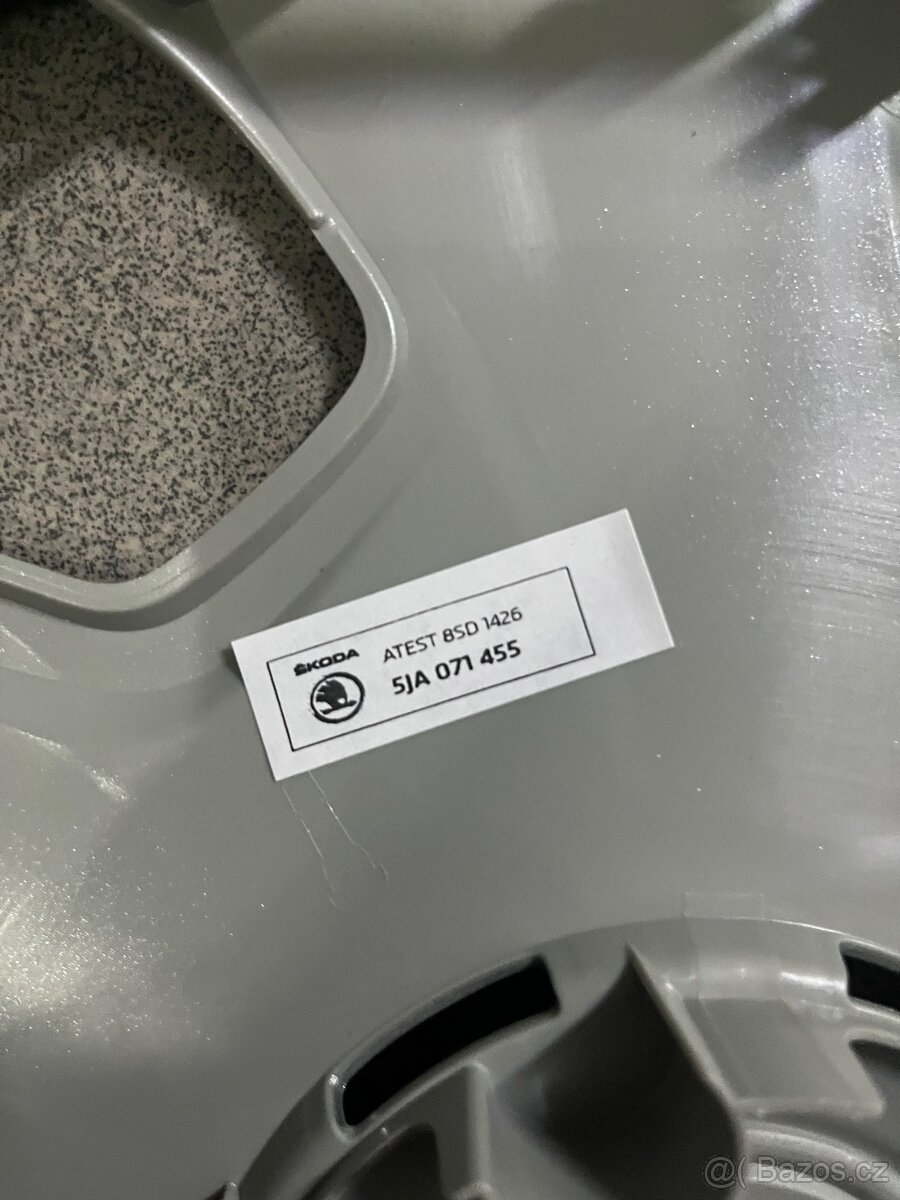 ŠKODA
ATEST 8SD 1426
5JA 071 455
@( Bazos.cz